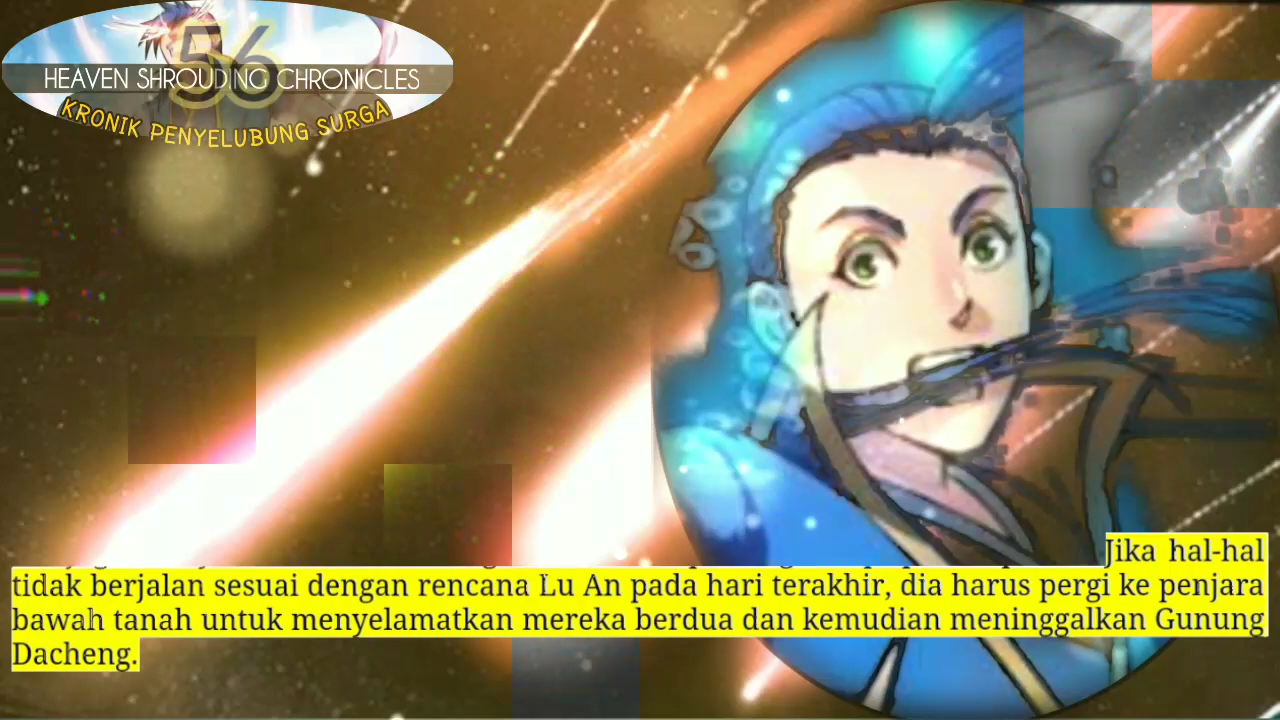 56
HEAVEN SHROUDING CHRONICLES
KRONIK PENYELUBUNG SURGA
Jika hal-hal
tidak berjalan sesuai dengan rencana Lu An pada hari terakhir, dia harus pergi ke penjara
bawah tanah untuk menyelamatkan mereka berdua dan kemudian meninggalkan Gunung
Dacheng.